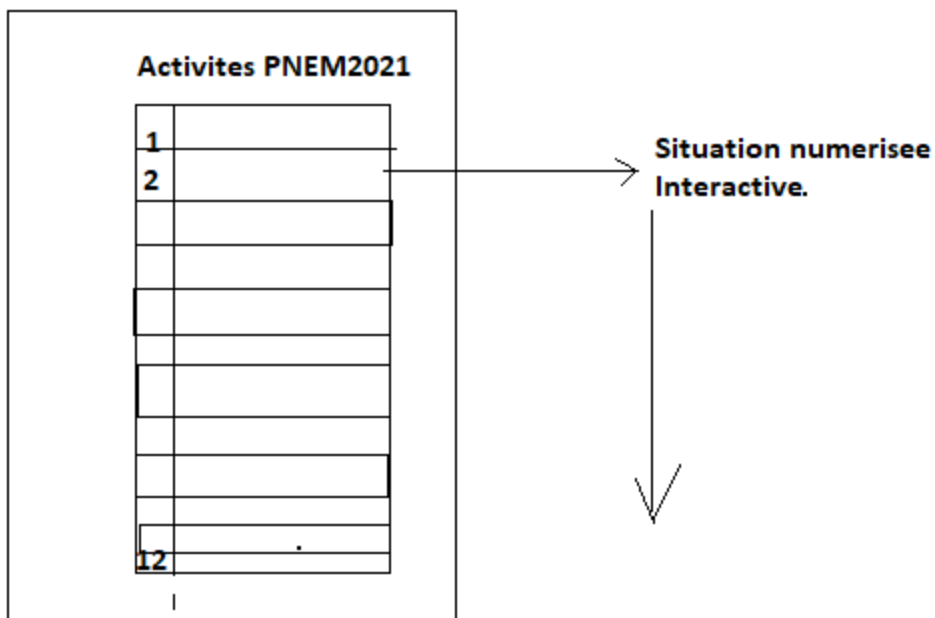 Activites PNEM2021
1
2
12
Situation numerisee
Interactive.